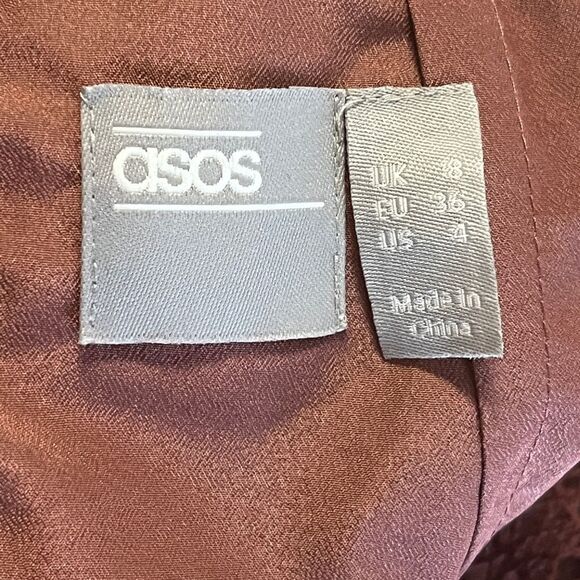 asos
UK 8
EU 36
US 4
Made in
China